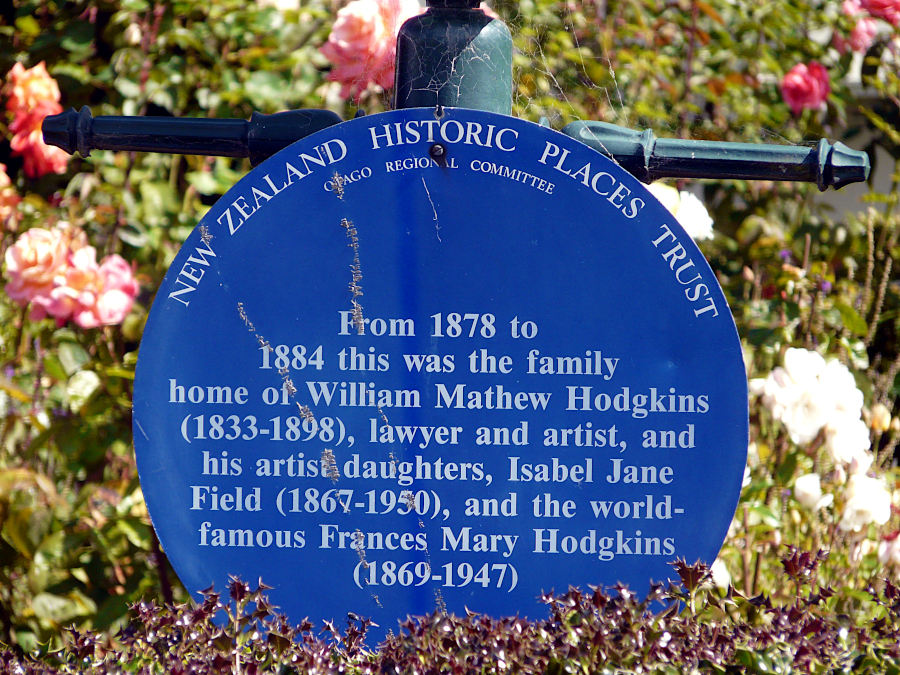 NEW ZEALAND HISTORIC PLACES TRUST
OTAGO REGIONAL COMMITTEE
From 1878 to
1884 this was the family
home of William Mathew Hodgkins
(1833-1898), lawyer and artist, and
his artist daughters, Isabel Jane
Field (1867-1950), and the world-
famous Frances Mary Hodgkins
(1869-1947)